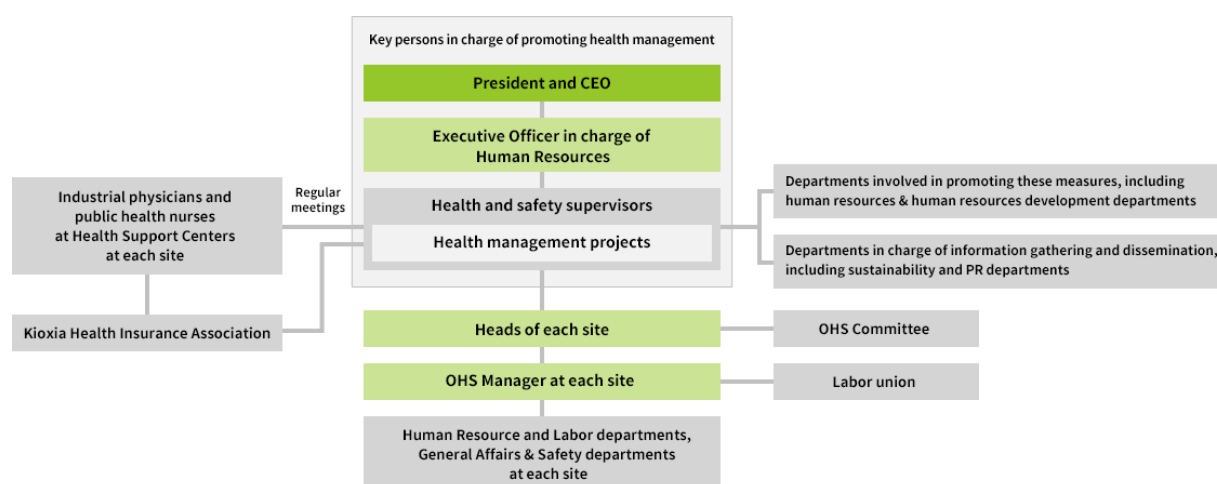 Key persons in charge of promoting health management
President and CEO
Executive Officer in charge of
Human Resources
Industrial physicians and
public health nurses
at Health Support Centers
at each site
Regular
meetings
Health and safety supervisors
Health management projects
Departments involved in promoting these measures, including
human resources & human resources development departments
Departments in charge of information gathering and dissemination,
including sustainability and PR departments
Kioxia Health Insurance Association
Heads of each site
OHS Committee
OHS Manager at each site
Labor union
Human Resource and Labor departments,
General Affairs & Safety departments
at each site